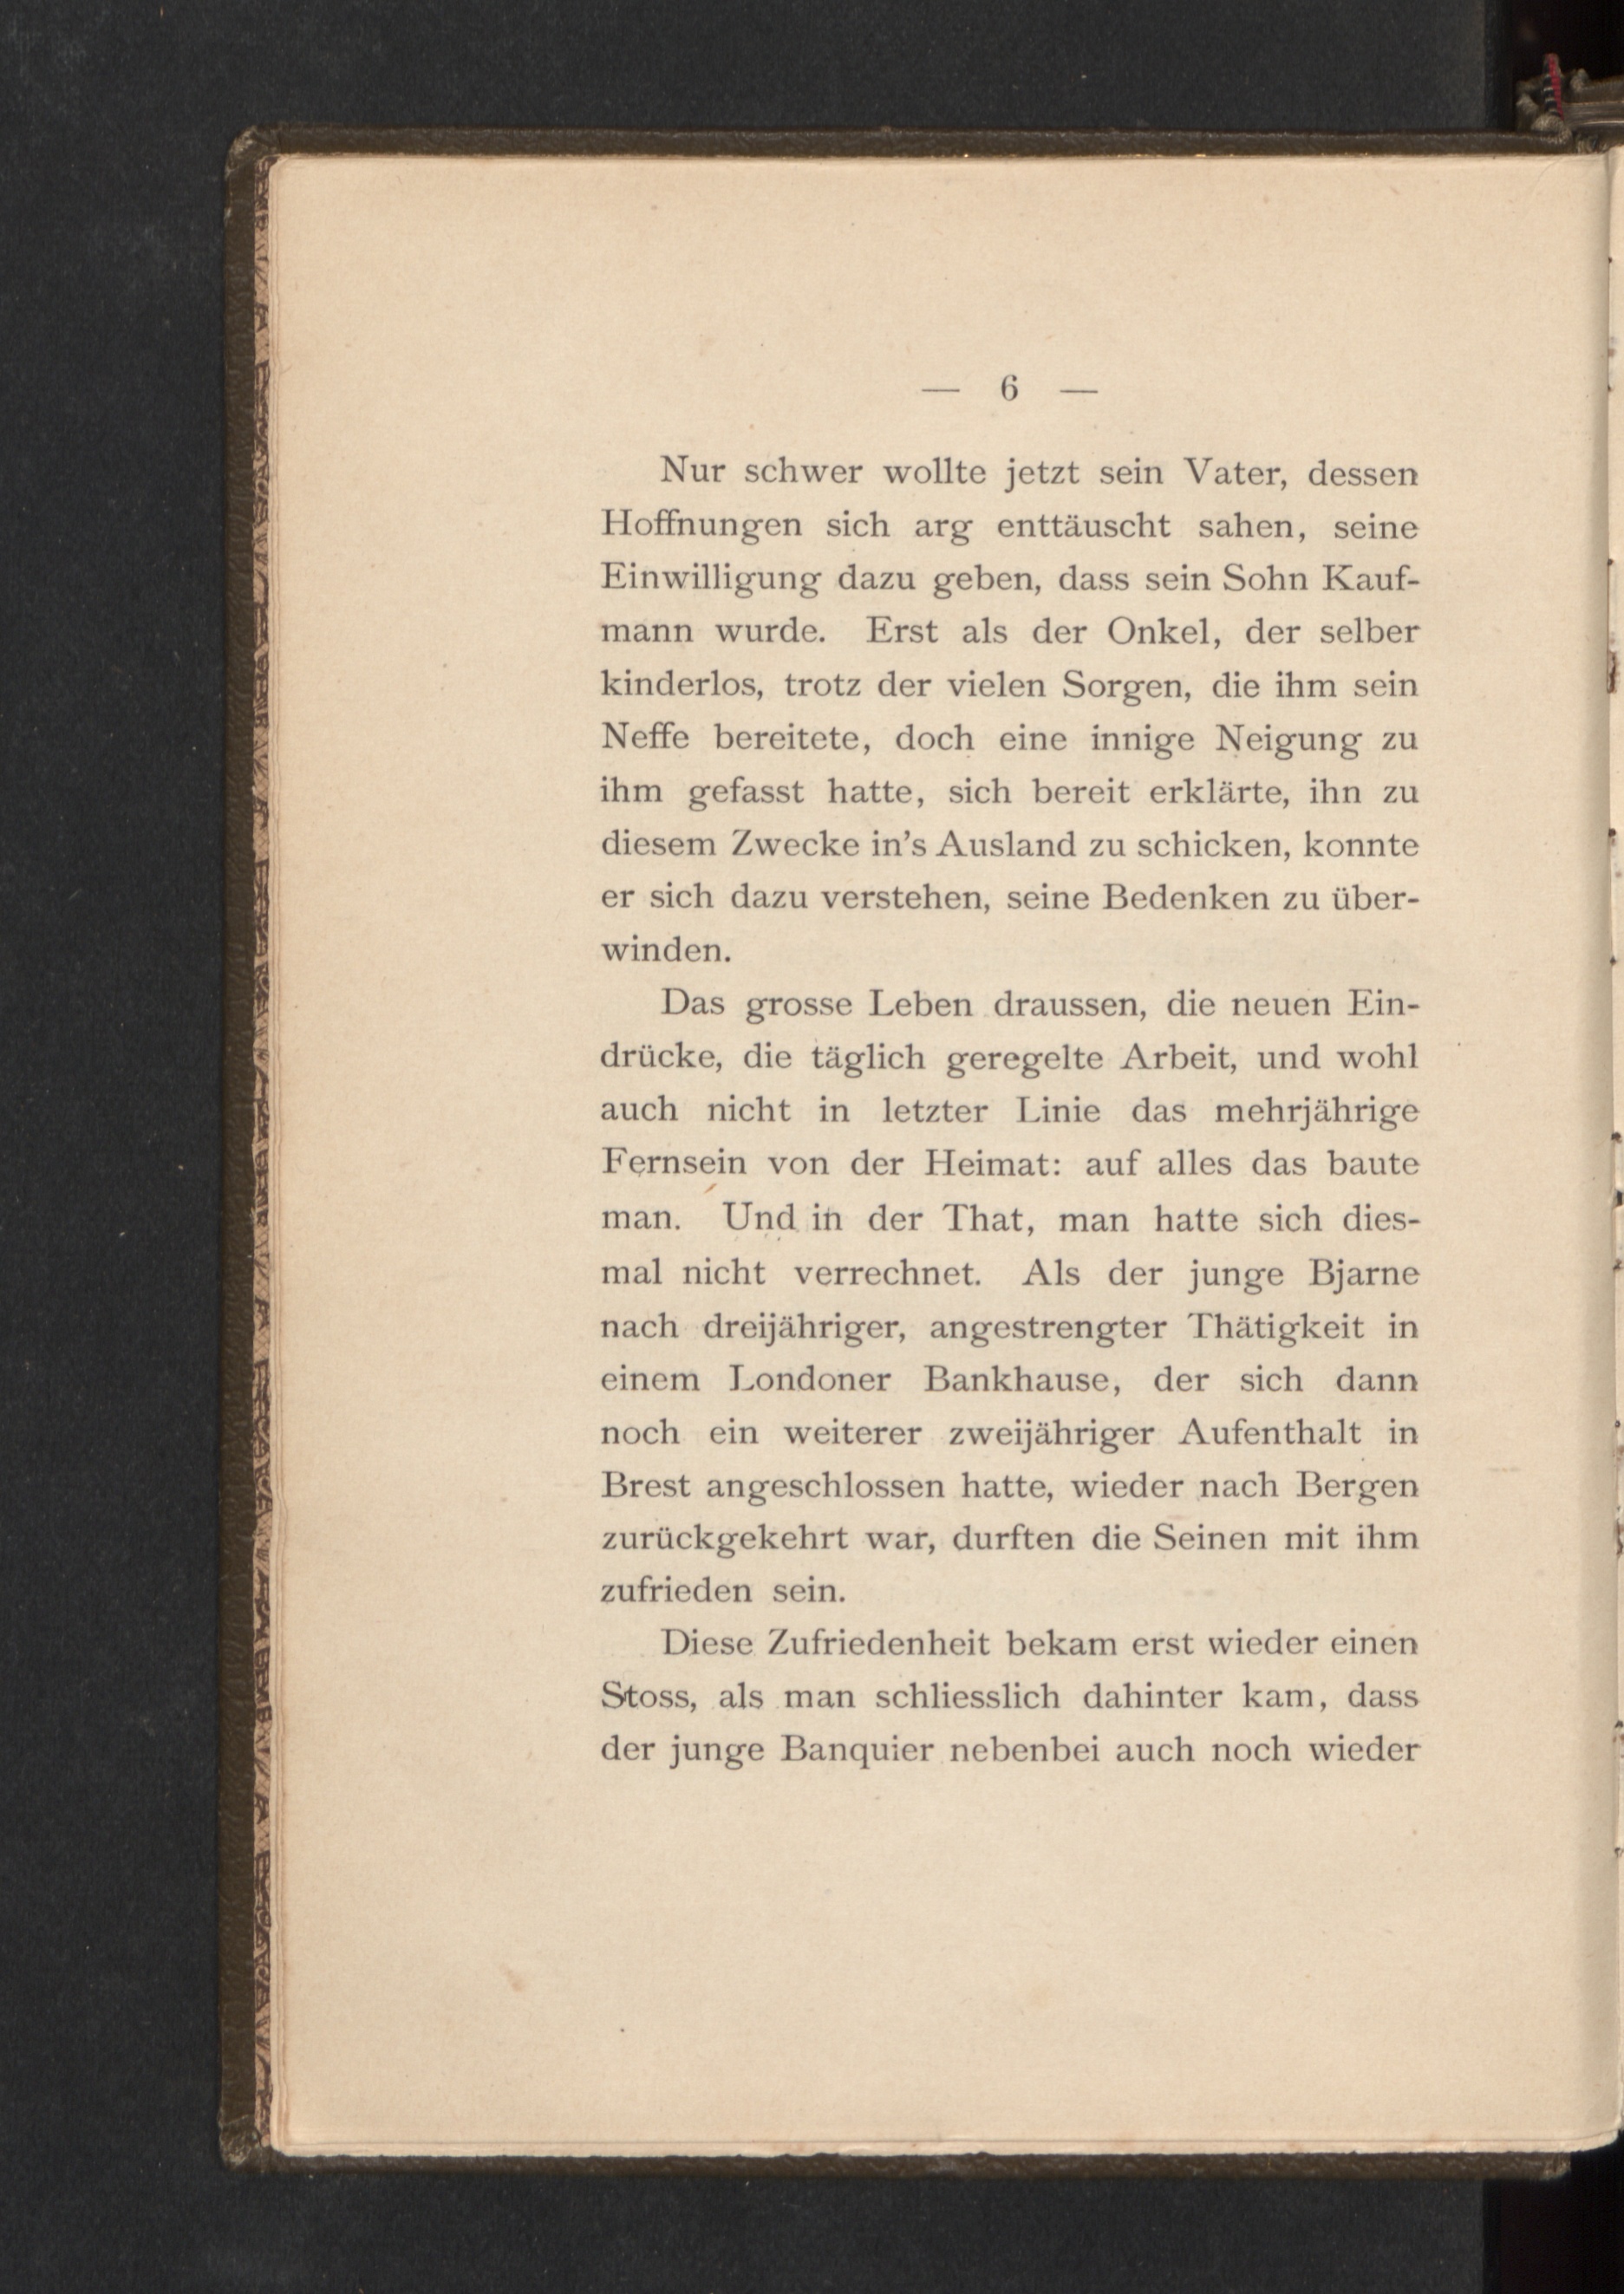 — 6 —
Nur schwer wollte jetzt sein Vater, dessen
Hoffnungen sich arg enttäuscht sahen, seine
Einwilligung dazu geben, dass sein Sohn Kauf-
mann wurde. Erst als der Onkel, der selber
kinderlos, trotz der vielen Sorgen, die ihm sein
Neffe bereitete, doch eine innige Neigung zu
ihm gefasst hatte, sich bereit erklärte, ihn zu
diesem Zwecke in's Ausland zu schicken, konnte
er sich dazu verstehen, seine Bedenken zu über-
winden.
Das grosse Leben draussen, die neuen Ein-
drücke, die täglich geregelte Arbeit, und wohl
auch nicht in letzter Linie das mehrjährige
Fernsein von der Heimat: auf alles das baute
man. Und in der That, man hatte sich dies-
mal nicht verrechnet. Als der junge Bjarne
nach dreijähriger, angestrengter Thätigkeit in
einem Londoner Bankhause, der sich dann
noch ein weiterer zweijähriger Aufenthalt in
Brest angeschlossen hatte, wieder nach Bergen
zurückgekehrt war, durften die Seinen mit ihm
zufrieden sein.
Diese Zufriedenheit bekam erst wieder einen
Stoss, als man schliesslich dahinter kam, dass
der junge Banquier nebenbei auch noch wieder